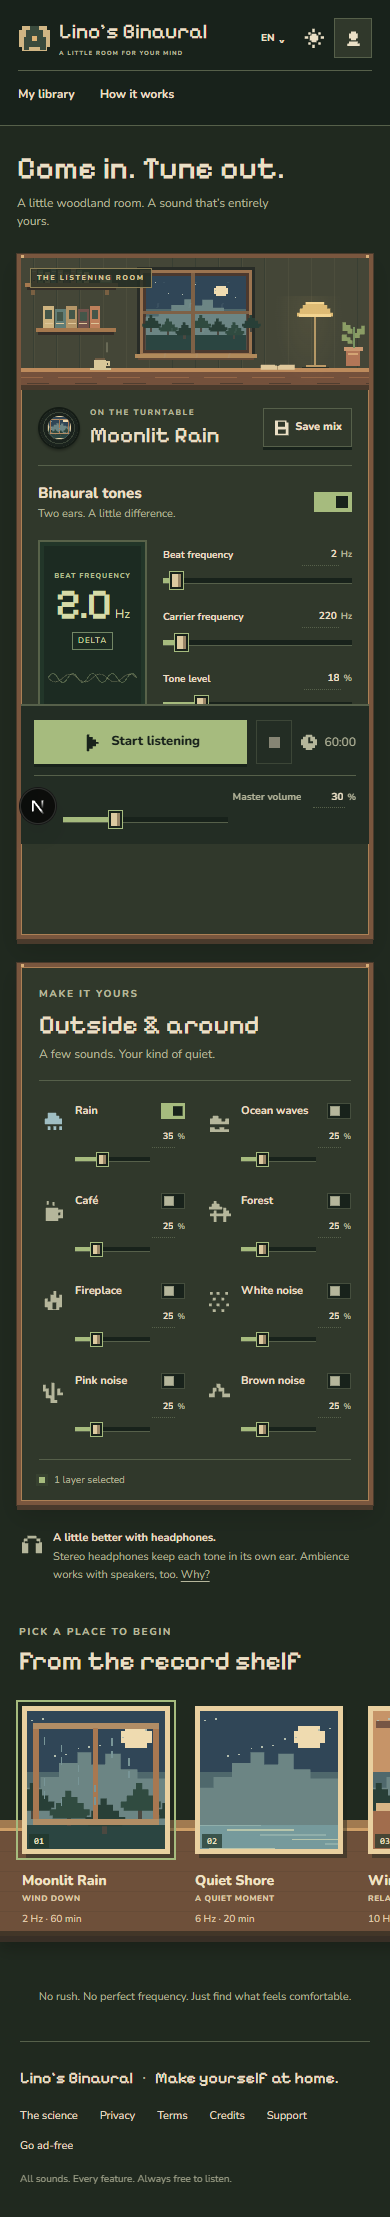 Lino's Binaural
A LITTLE ROOM FOR YOUR MIND
EN
My library
How it works
Come in. Tune out.
A little woodland room. A sound that's entirely
yours.
THE LISTENING ROOM
ON THE TURNTABLE
Moonlit Rain
Save mix
Binaural tones
Two ears. A little difference.
BEAT FREQUENCY
2.0 Hz
DELTA
Beat frequency
2 Hz
Carrier frequency
220 Hz
Tone level
18 %
Start listening
60:00
N
Master volume
30 %
MAKE IT YOURS
Outside & around
A few sounds. Your kind of quiet.
Rain
35 %
Ocean waves
25 %
Café
25 %
Forest
25 %
Fireplace
25 %
White noise
25 %
Pink noise
25 %
Brown noise
25 %
1 layer selected
A little better with headphones.
Stereo headphones keep each tone in its own ear. Ambience
works with speakers, too. Why?
PICK A PLACE TO BEGIN
From the record shelf
01
Moonlit Rain
WIND DOWN
2 Hz · 60 min
02
Quiet Shore
A QUIET MOMENT
6 Hz · 20 min
03
Wi
RELA
10 H
No rush. No perfect frequency. Just find what feels comfortable.
Lino's Binaural · Make yourself at home.
The science
Privacy
Terms
Credits
Support
Go ad-free
All sounds. Every feature. Always free to listen.